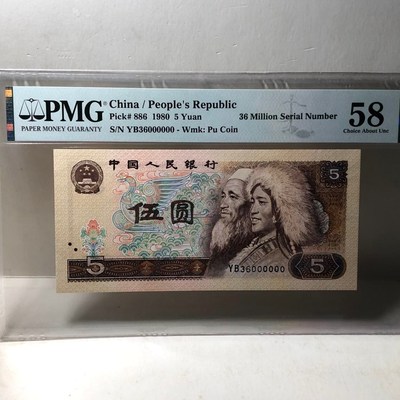 PMG
PAPER MONEY GUARANTY
China / People's Republic
Pick# 886 1980 5 Yuan
36 Million Serial Number
S/N YB36000000 - Wmk: Pu Coin
58
Choice About Unc
中国人民银行
5
伍圆
YB36000000
5
5